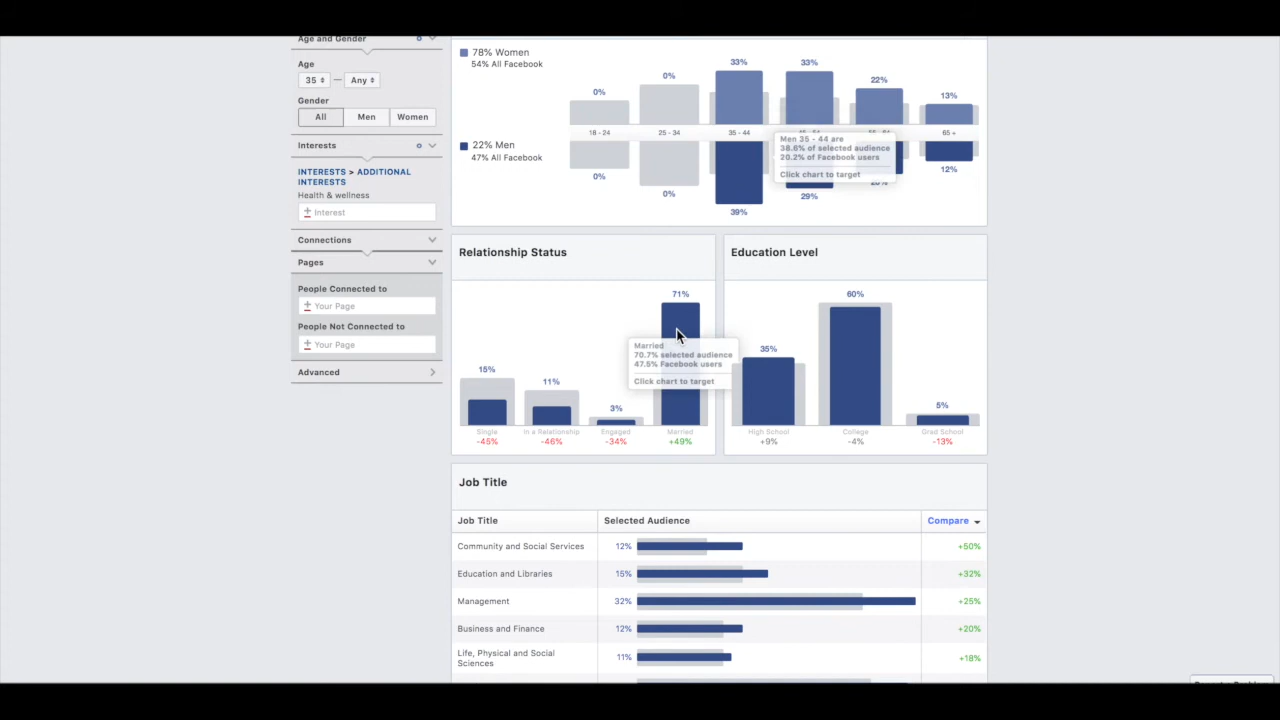 Age and Gender
Age
35 — Any
Gender
All Men Women
Interests
INTERESTS > ADDITIONAL
INTERESTS
Health & wellness
Interest
Connections
Pages
People Connected to
Your Page
People Not Connected to
Your Page
Advanced
78% Women
54% All Facebook
0% 0% 33% 33% 22% 13%
18 - 24 25 - 34 35 - 44 65 +
22% Men
47% All Facebook
0% 0% 39% 29% 12%
Men 35 - 44 are
38.6% of selected audience
20.2% of Facebook users
Click chart to target
Relationship Status
15% 11% 3% 71%
Single In a Relationship Engaged Married
-45% -46% -34% +49%
Married
70.7% selected audience
47.5% Facebook users
Click chart to target
Education Level
35% 60% 5%
High School College Grad School
+9% -4% -13%
Job Title
Job Title Selected Audience Compare
Community and Social Services 12% +50%
Education and Libraries 15% +32%
Management 32% +25%
Business and Finance 12% +20%
Life, Physical and Social
Sciences 11% +18%